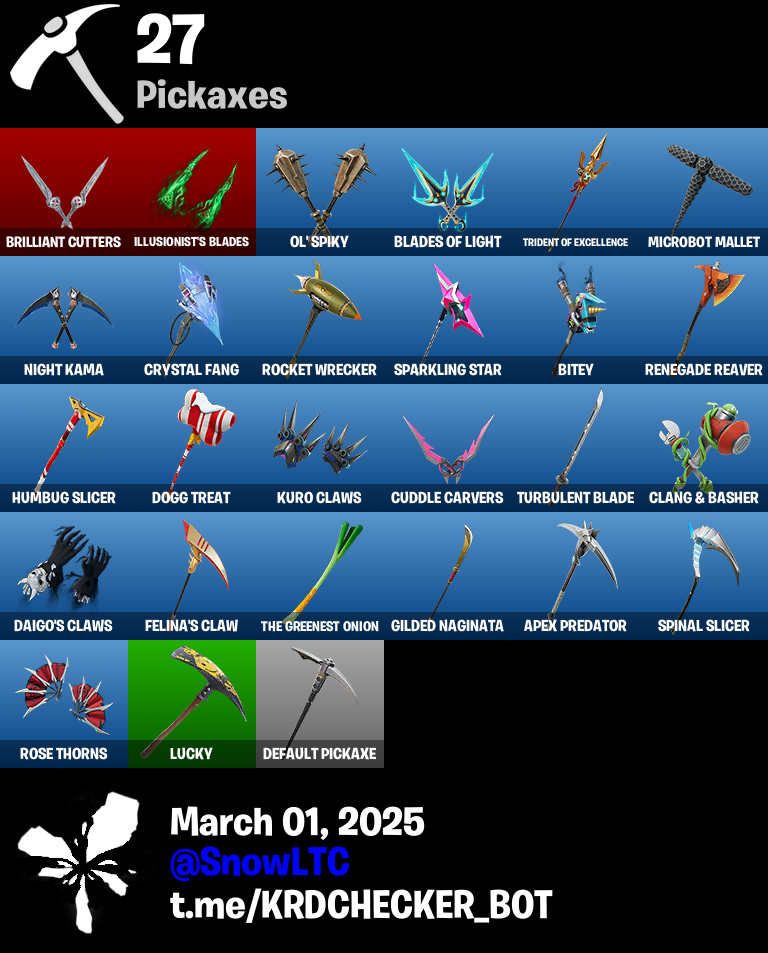 27
Pickaxes
BRILLIANT CUTTERS
ILLUSIONIST'S BLADES
OL' SPIKY
BLADES OF LIGHT
TRIDENT OF EXCELLENCE
MICROBOT MALLET
NIGHT KAMA
CRYSTAL FANG
ROCKET WRECKER
SPARKLING STAR
BITEY
RENEGADE REAVER
HUMBUG SLICER
DOGG TREAT
KURO CLAWS
CUDDLE CARVERS
TURBULENT BLADE
CLANG & BASHER
DAIGO'S CLAWS
FELINA'S CLAW
THE GREENEST ONION
GILDED NAGINATA
APEX PREDATOR
SPINAL SLICER
ROSE THORNS
LUCKY
DEFAULT PICKAXE
March 01, 2025
@SnowLTC
t.me/KRDCHECKER_BOT